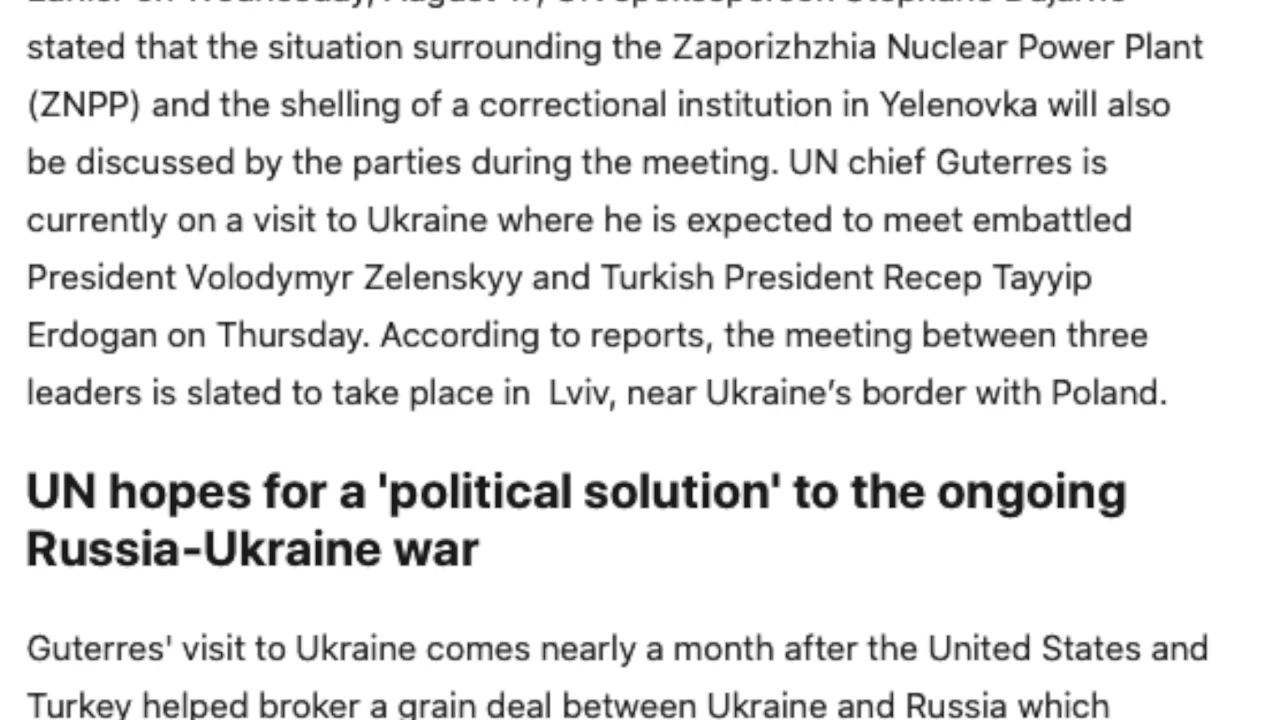 stated that the situation surrounding the Zaporizhzhia Nuclear Power Plant
(ZNPP) and the shelling of a correctional institution in Yelenovka will also
be discussed by the parties during the meeting. UN chief Guterres is
currently on a visit to Ukraine where he is expected to meet embattled
President Volodymyr Zelenskyy and Turkish President Recep Tayyip
Erdogan on Thursday. According to reports, the meeting between three
leaders is slated to take place in  Lviv, near Ukraine’s border with Poland.
UN hopes for a 'political solution' to the ongoing
Russia-Ukraine war
Guterres' visit to Ukraine comes nearly a month after the United States and
Turkey helped broker a grain deal between Ukraine and Russia which